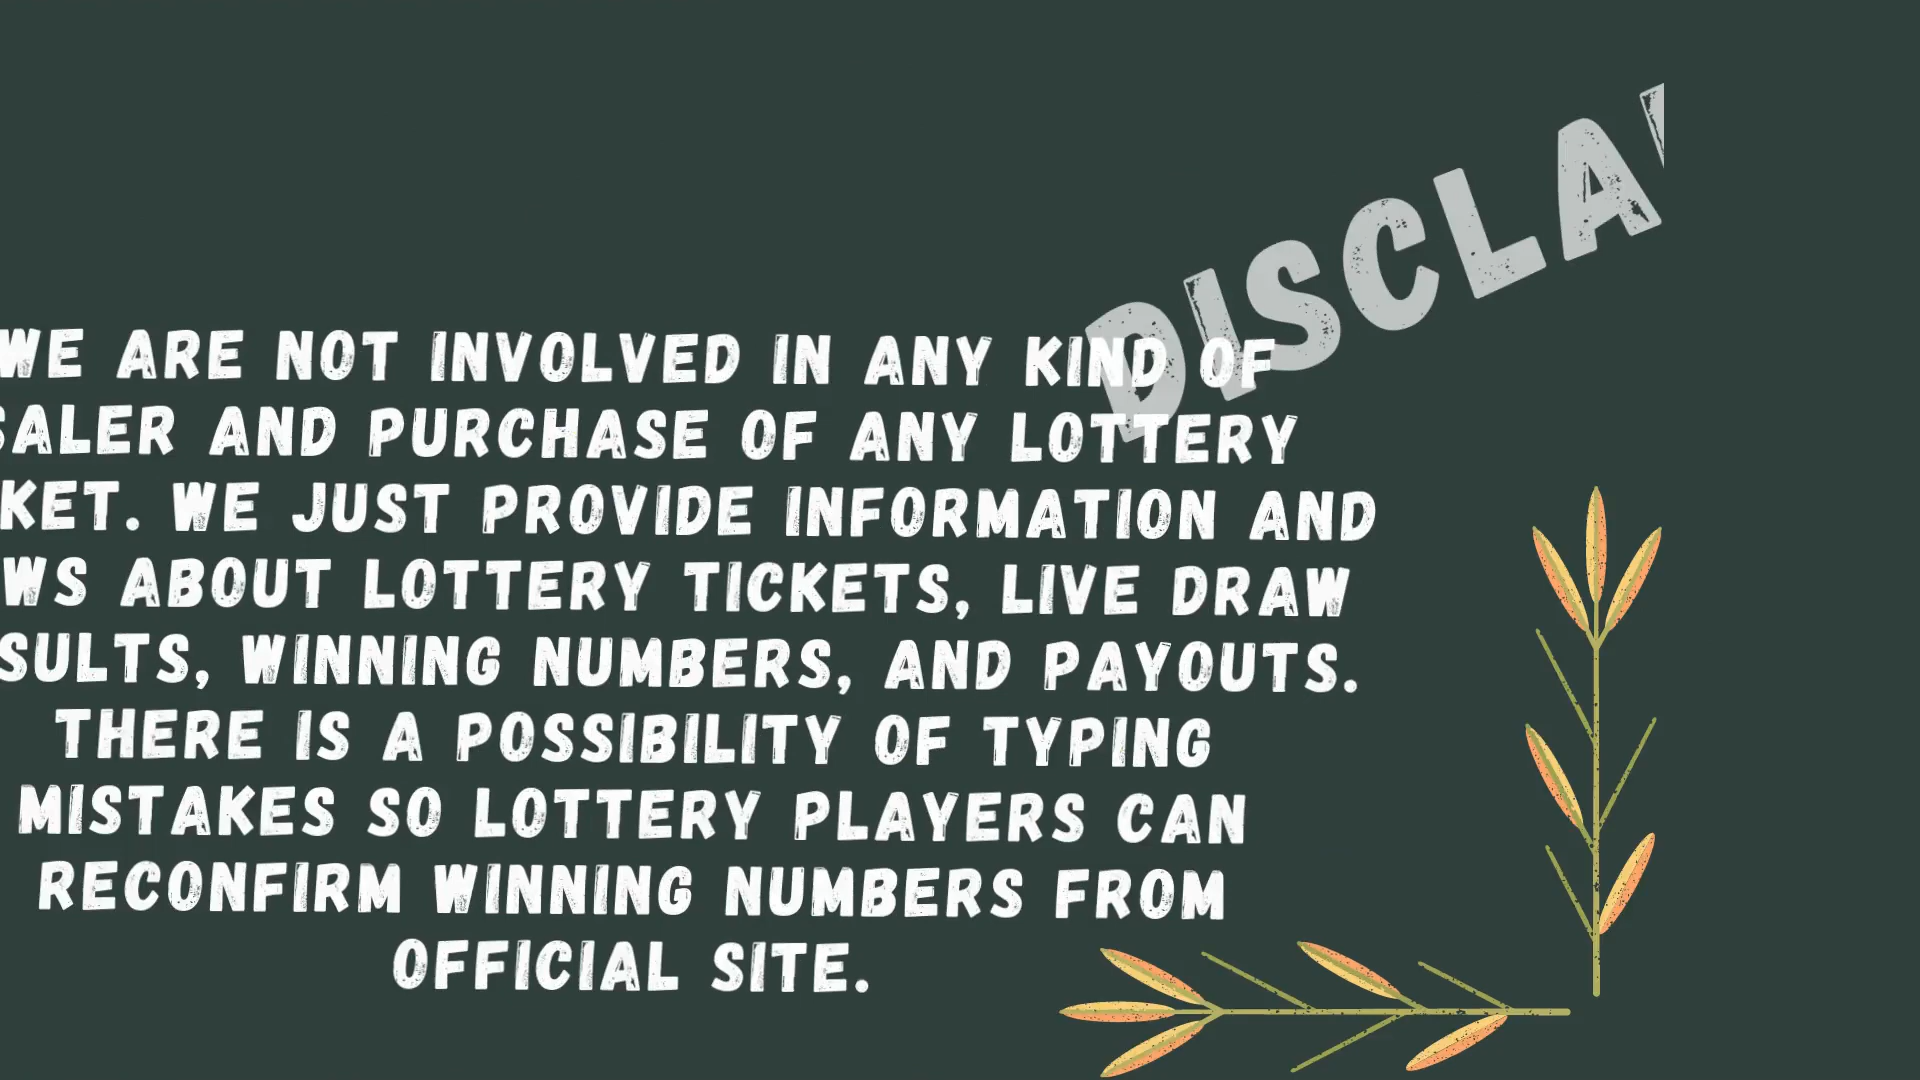 DISCLA
WE ARE NOT INVOLVED IN ANY KIND OF
SALER AND PURCHASE OF ANY LOTTERY
KET. WE JUST PROVIDE INFORMATION AND
WS ABOUT LOTTERY TICKETS, LIVE DRAW
SULTS, WINNING NUMBERS, AND PAYOUTS.
THERE IS A POSSIBILITY OF TYPING
MISTAKES SO LOTTERY PLAYERS CAN
RECONFIRM WINNING NUMBERS FROM
OFFICIAL SITE.